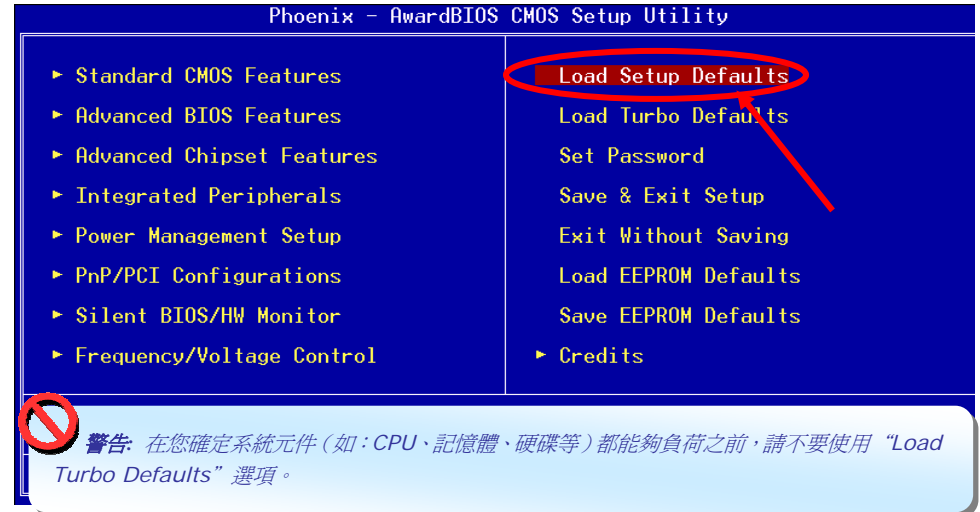 Phoenix - AwardBIOS CMOS Setup Utility
► Standard CMOS Features
► Advanced BIOS Features
► Advanced Chipset Features
► Integrated Peripherals
► Power Management Setup
► PnP/PCI Configurations
► Silent BIOS/HW Monitor
► Frequency/Voltage Control
Load Setup Defaults
Load Turbo Defaults
Set Password
Save & Exit Setup
Exit Without Saving
Load EEPROM Defaults
Save EEPROM Defaults
► Credits
警告: 在您確定系統元件（如：CPU、記憶體、硬碟等）都能夠負荷之前，請不要使用 “Load
Turbo Defaults” 選項。